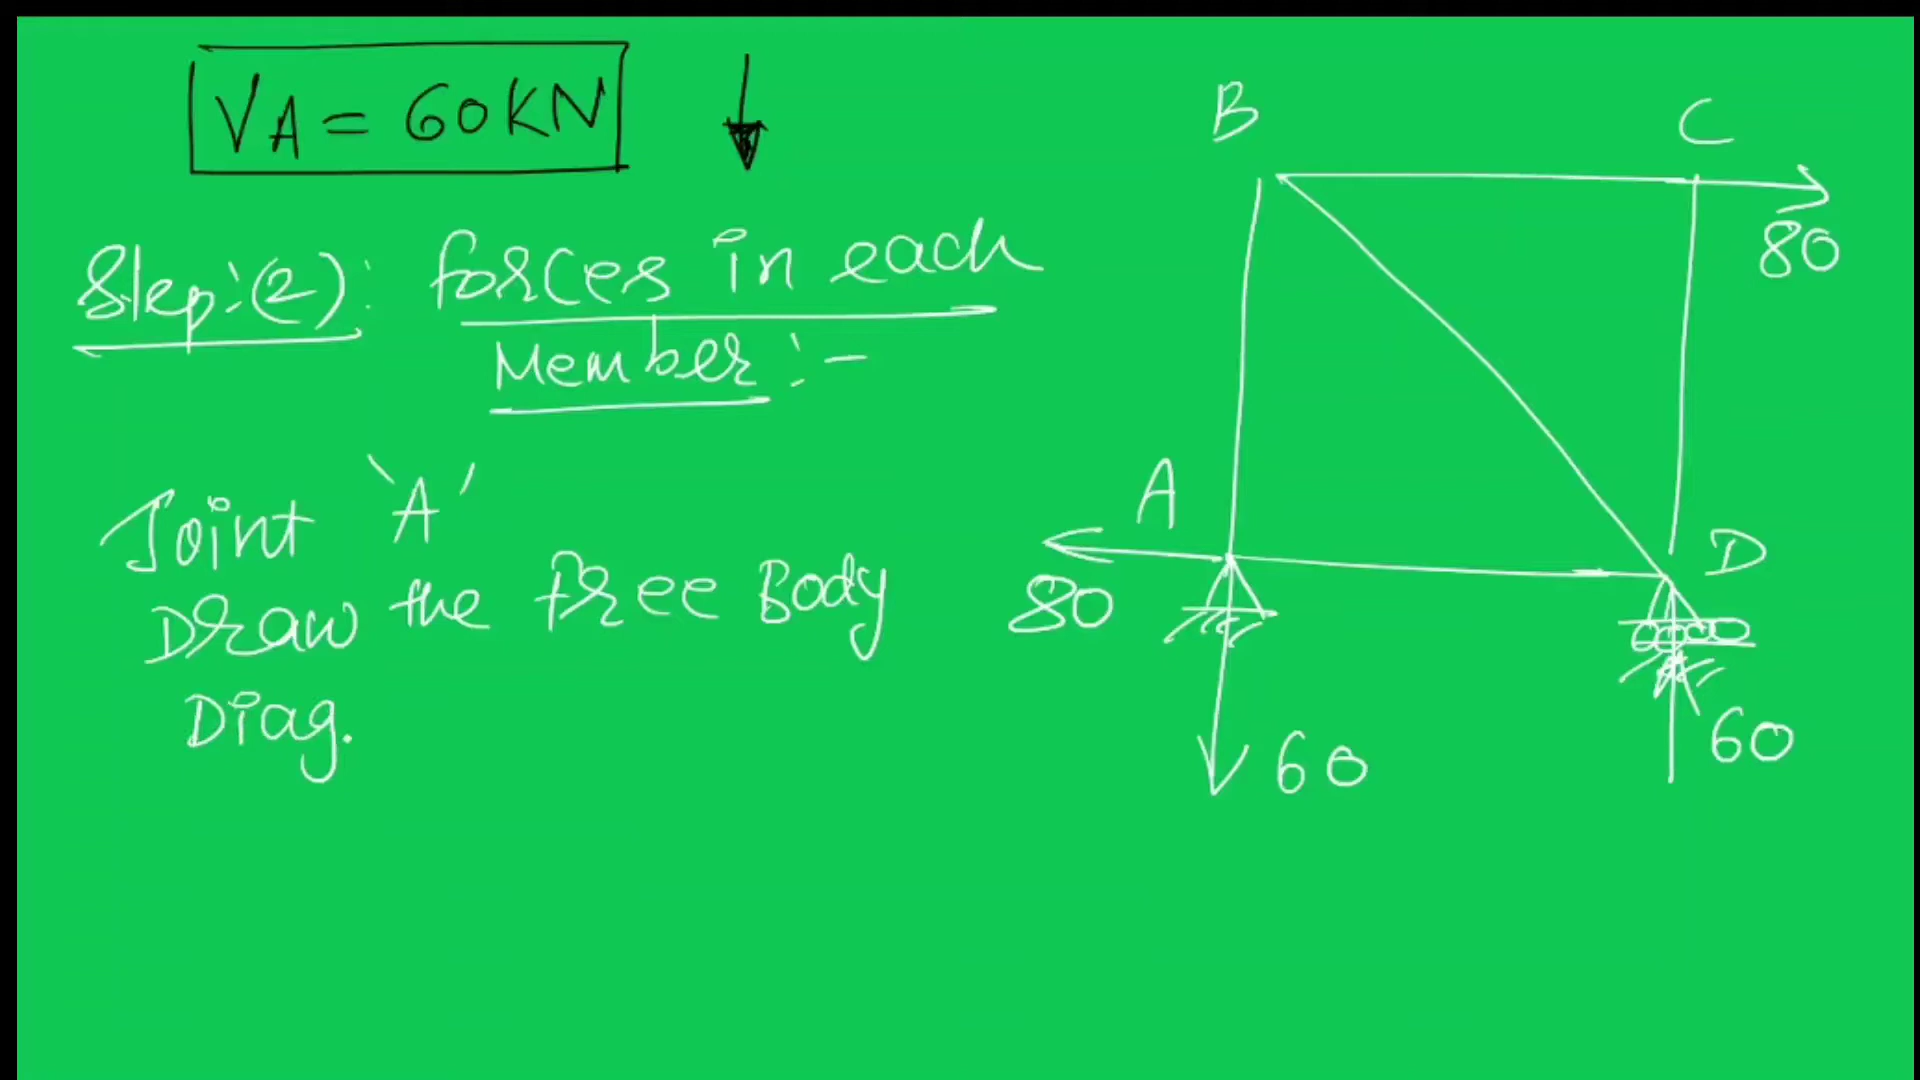 VA = 60KN
Step:(2): forces in each
Member:-
Joint 'A'
Draw the free Body
Diag.
B
C
80
A
D
80
60
60